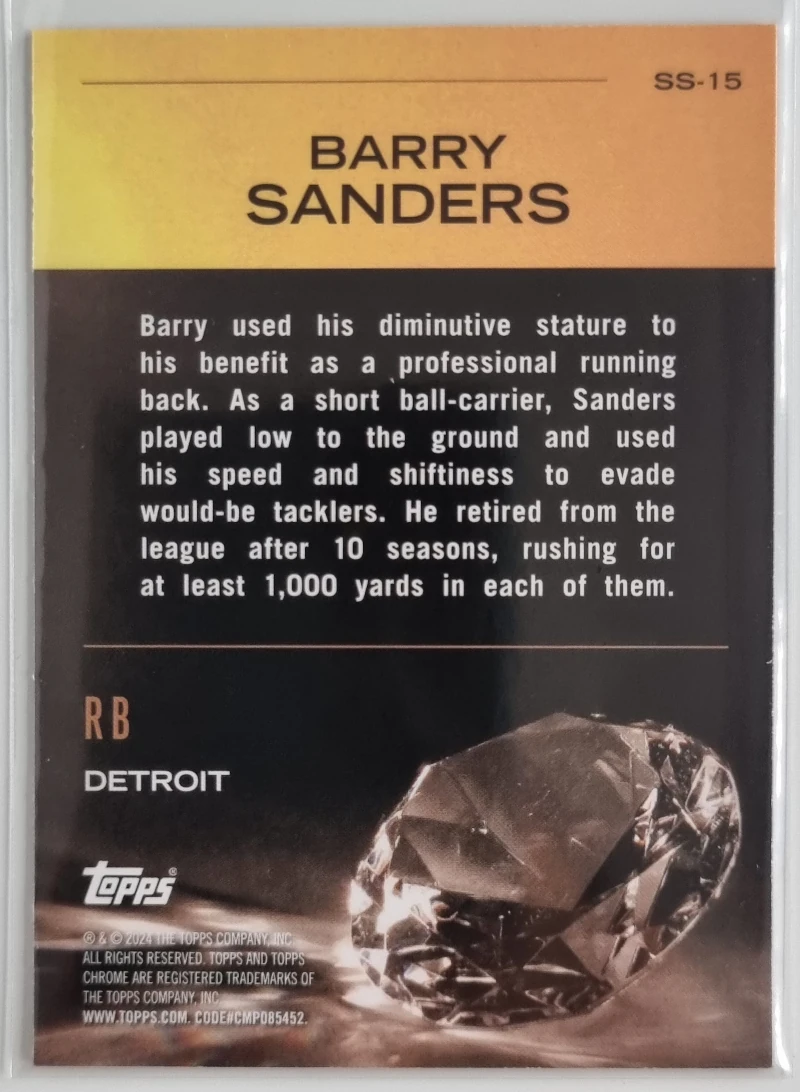 SS-15
BARRY
SANDERS
Barry used his diminutive stature to
his benefit as a professional running
back. As a short ball-carrier, Sanders
played low to the ground and used
his speed and shiftiness to evade
would-be tacklers. He retired from the
league after 10 seasons, rushing for
at least 1,000 yards in each of them.
RB
DETROIT
topps®
® & © 2024 THE TOPPS COMPANY, INC.
ALL RIGHTS RESERVED. TOPPS AND TOPPS
CHROME ARE REGISTERED TRADEMARKS OF
THE TOPPS COMPANY, INC
WWW.TOPPS.COM. CODE#CMP085452.